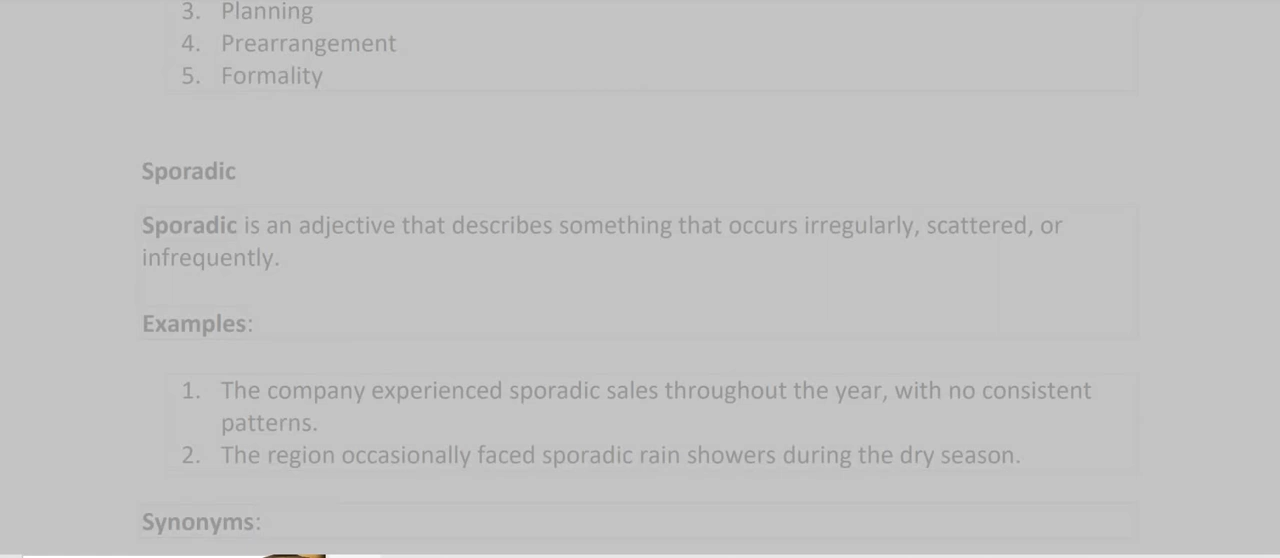 3. Planning
4. Prearrangement
5. Formality
Sporadic
Sporadic is an adjective that describes something that occurs irregularly, scattered, or
infrequently.
Examples:
1. The company experienced sporadic sales throughout the year, with no consistent
patterns.
2. The region occasionally faced sporadic rain showers during the dry season.
Synonyms: